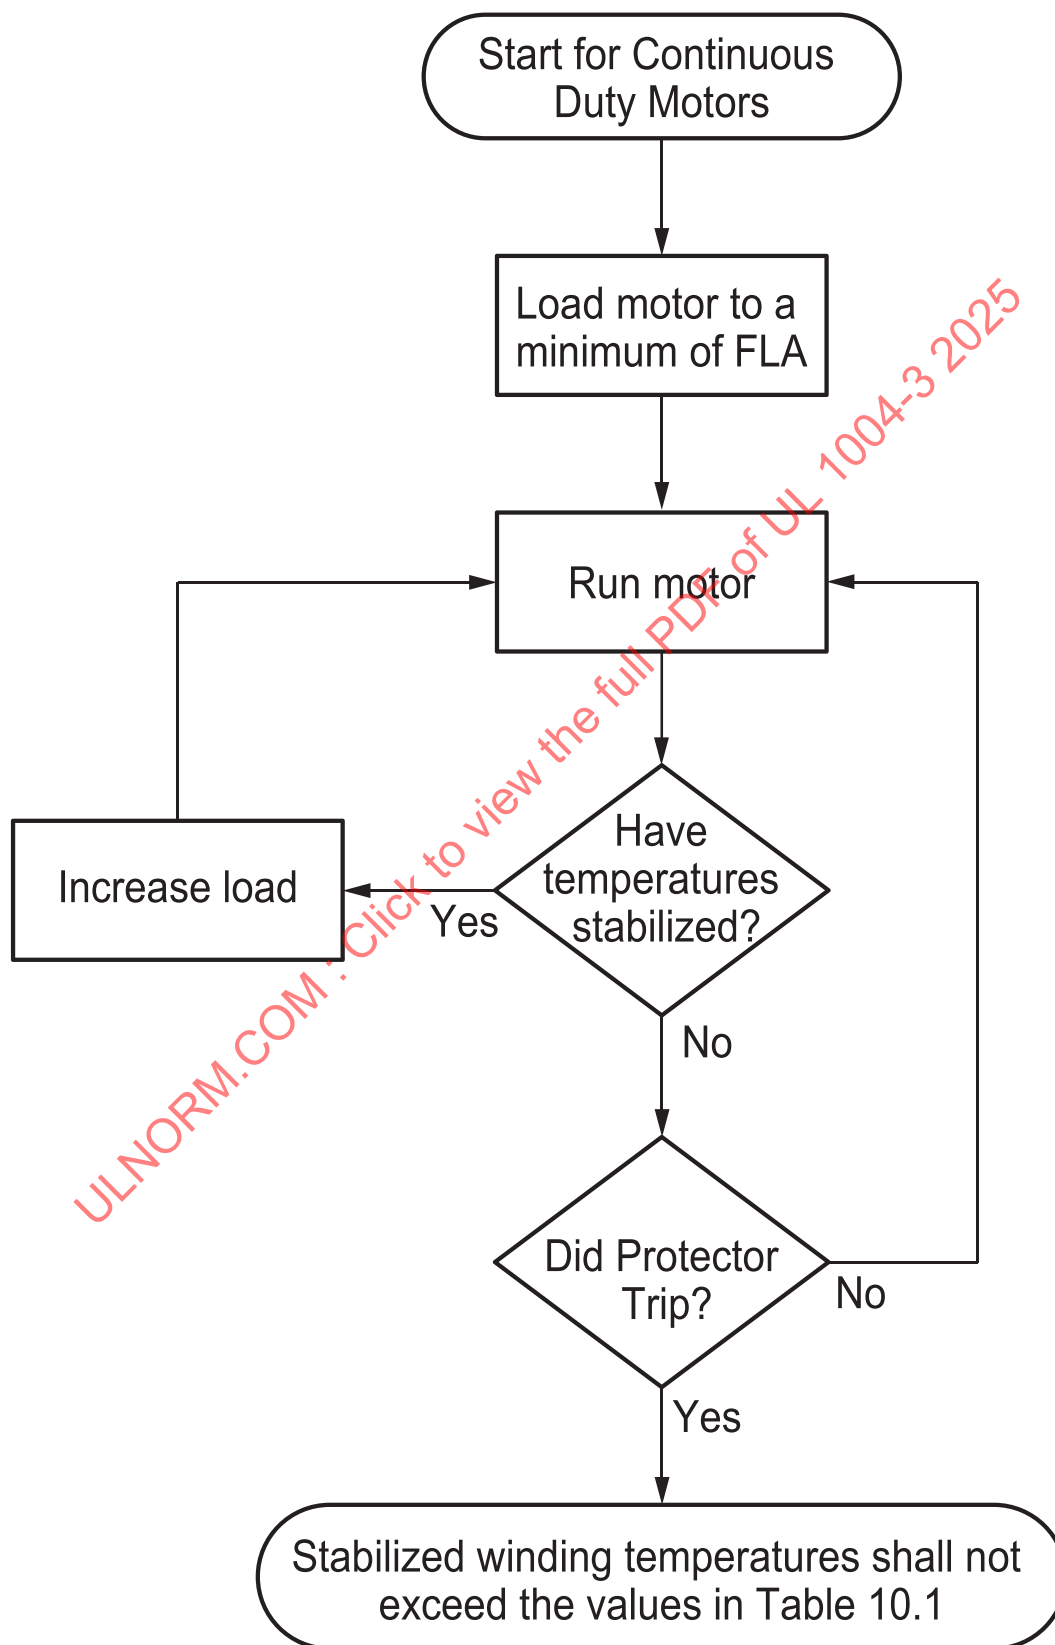 Start for Continuous
Duty Motors
Load motor to a
minimum of FLA
Run motor
Have
temperatures
stabilized?
Yes
Increase load
No
Did Protector
Trip?
No
Yes
Stabilized winding temperatures shall not
exceed the values in Table 10.1
ULNORM.COM : Click to view the full PDF of UL 1004-3 2025